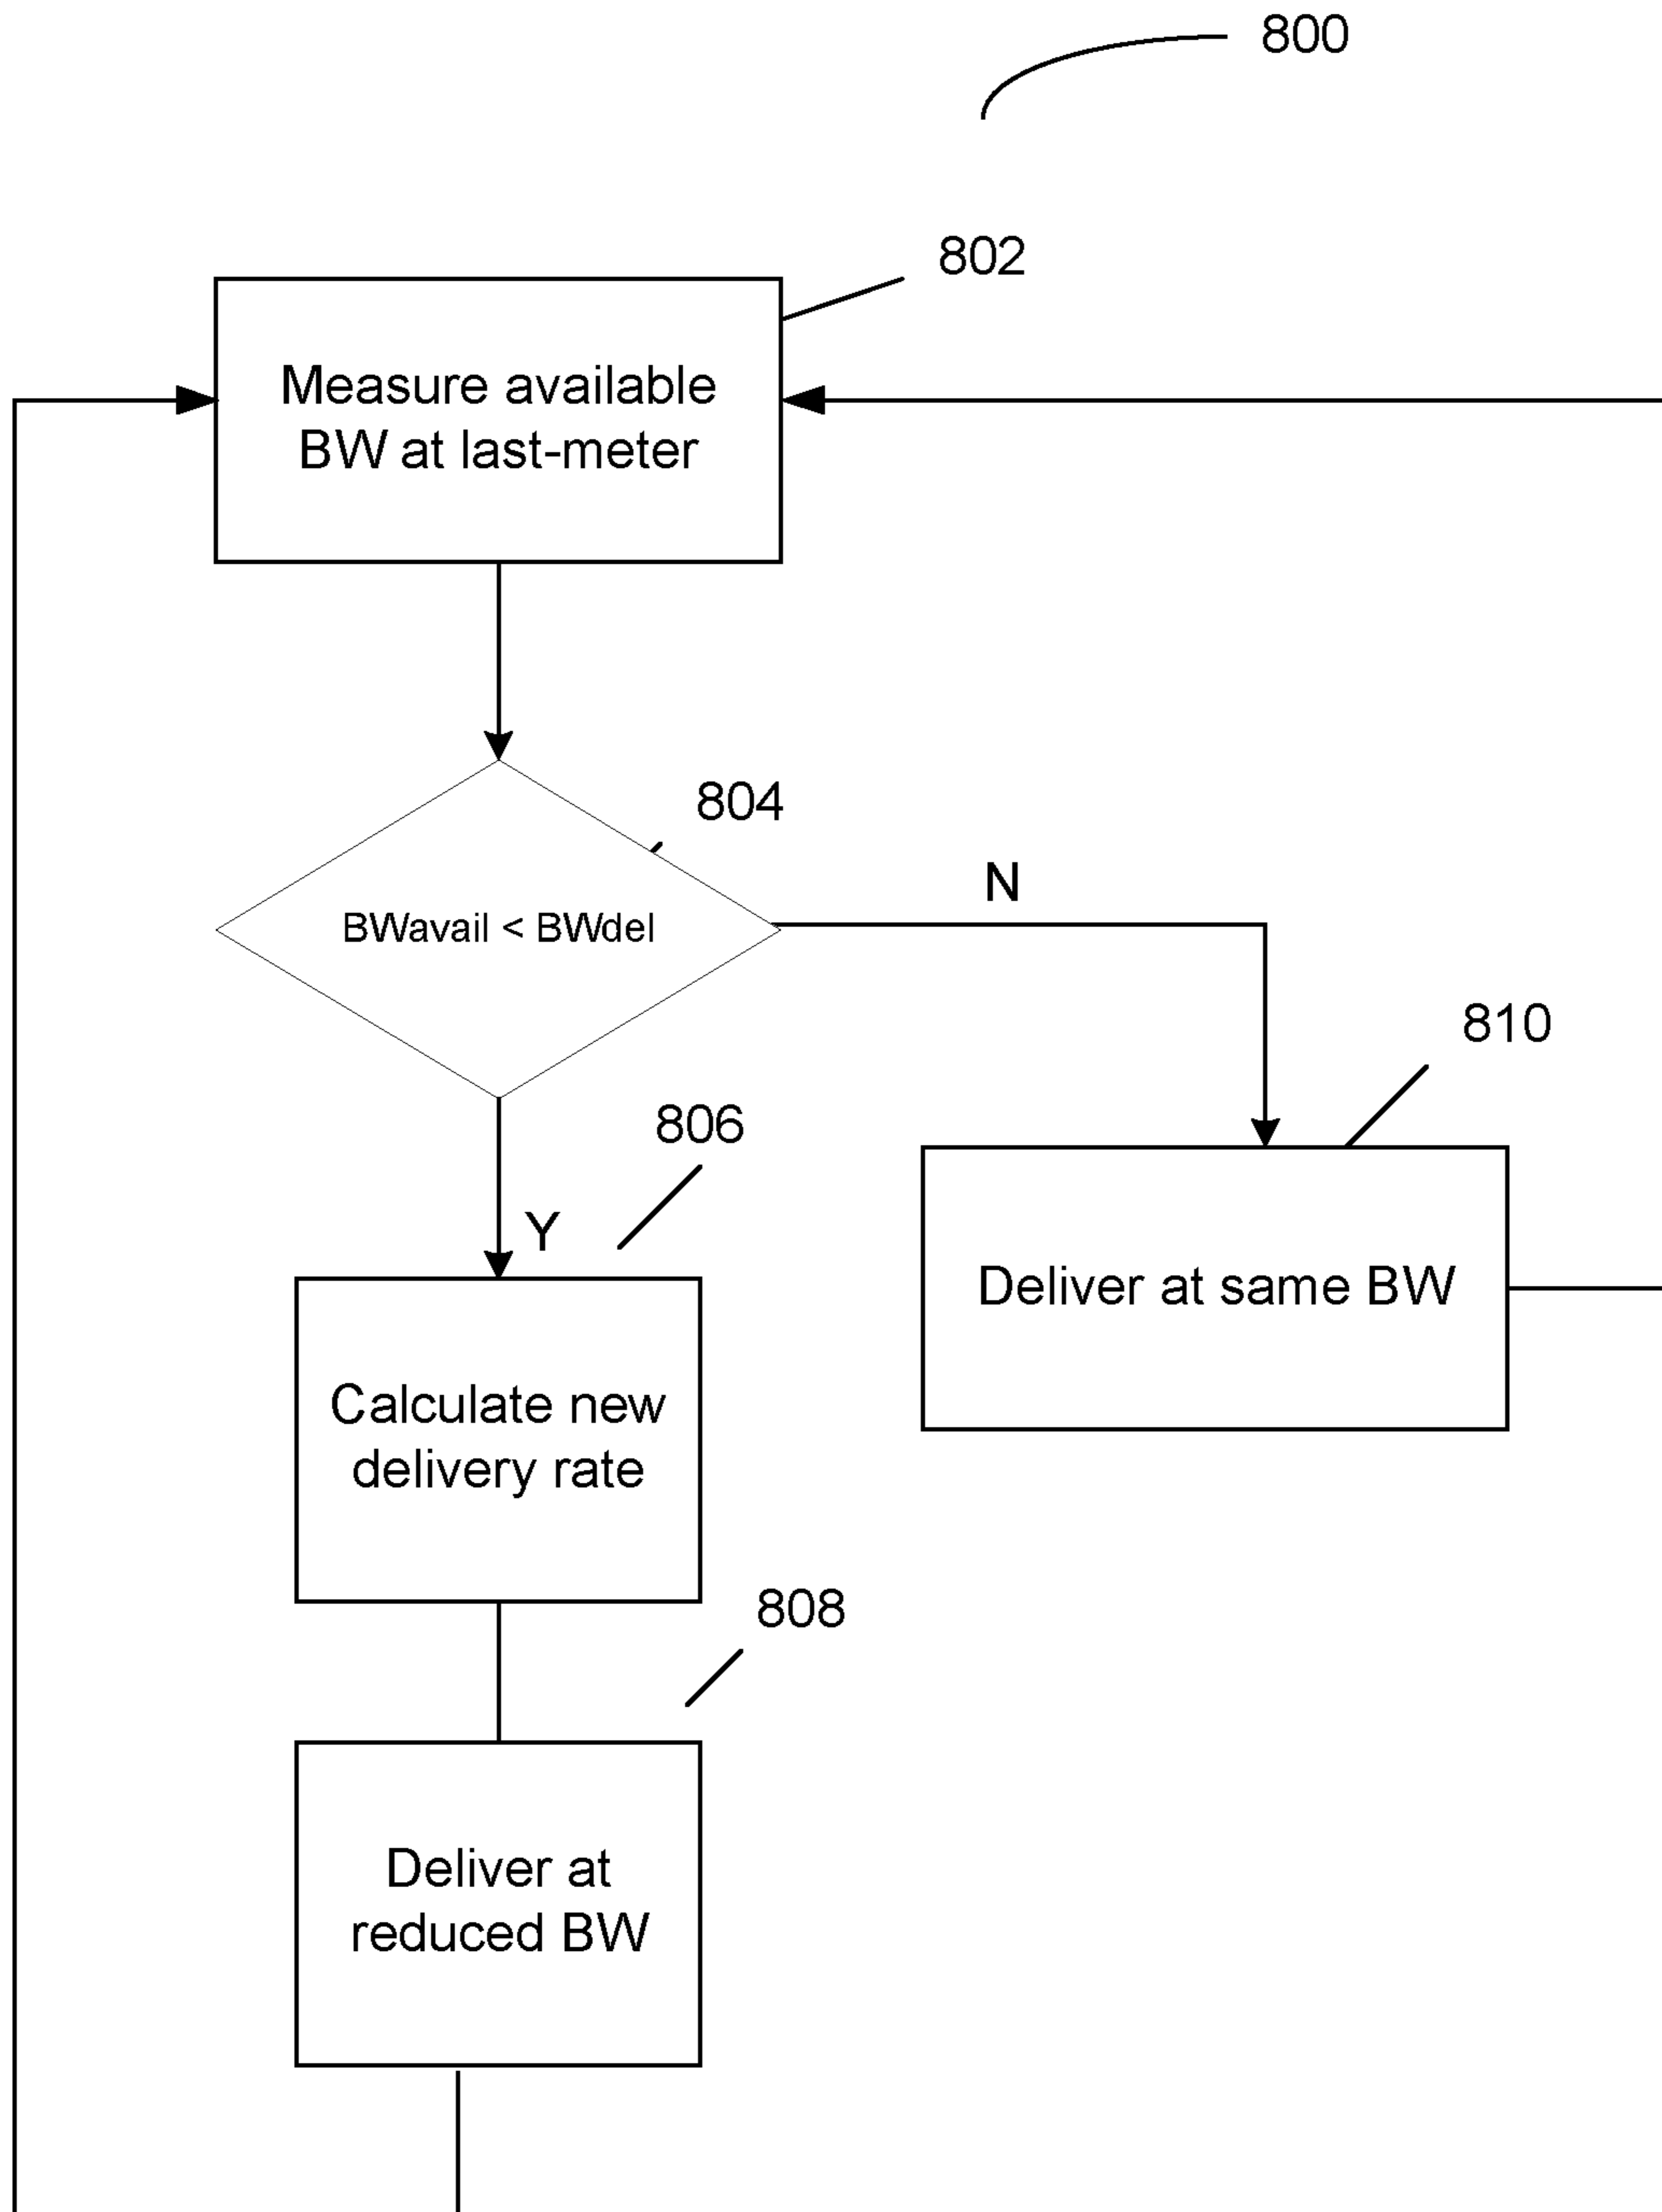 800
802
Measure available
BW at last-meter
804
BWavail < BWdel
N
810
806
Y
Deliver at same BW
Calculate new
delivery rate
808
Deliver at
reduced BW